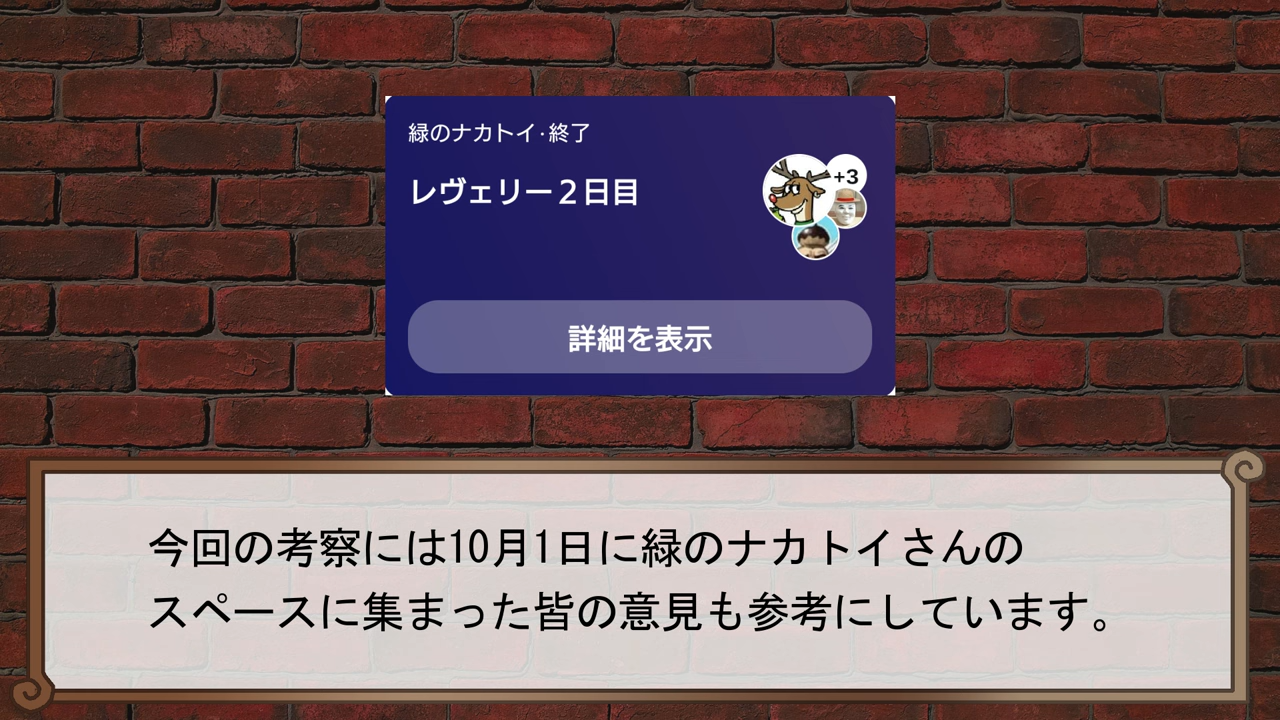 緑のナカトイ·終了
レヴェリー２日目
+3
詳細を表示
今回の考察には10月1日に緑のナカトイさんの
スペースに集まった皆の意見も参考にしています。